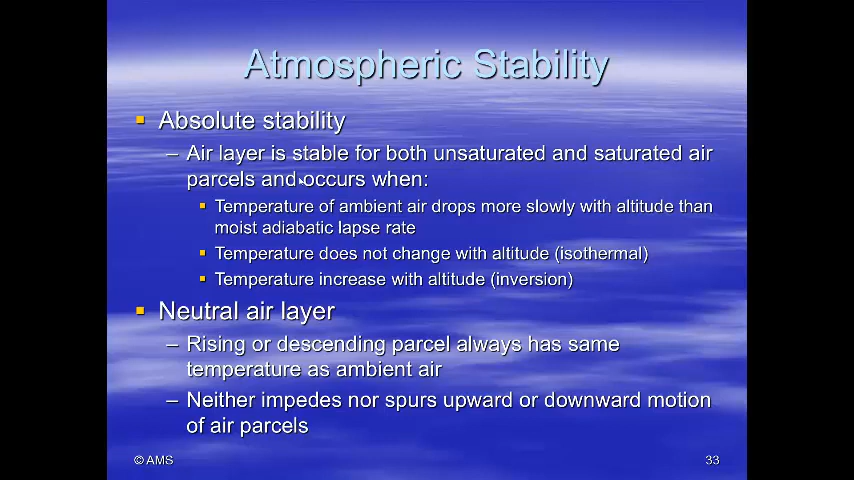 Atmospheric Stability
▪ Absolute stability
– Air layer is stable for both unsaturated and saturated air
parcels and occurs when:
▪ Temperature of ambient air drops more slowly with altitude than
moist adiabatic lapse rate
▪ Temperature does not change with altitude (isothermal)
▪ Temperature increase with altitude (inversion)
▪ Neutral air layer
– Rising or descending parcel always has same
temperature as ambient air
– Neither impedes nor spurs upward or downward motion
of air parcels
© AMS
33